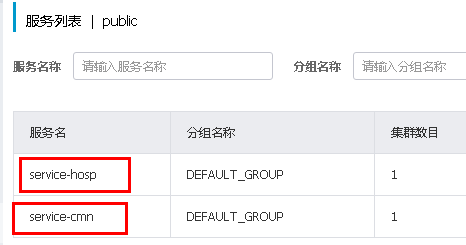 服务列表 | public
服务名称 请输入服务名称 分组名称 请输入分组名称
服务名 分组名称 集群数目
service-hosp DEFAULT_GROUP 1
service-cmn DEFAULT_GROUP 1